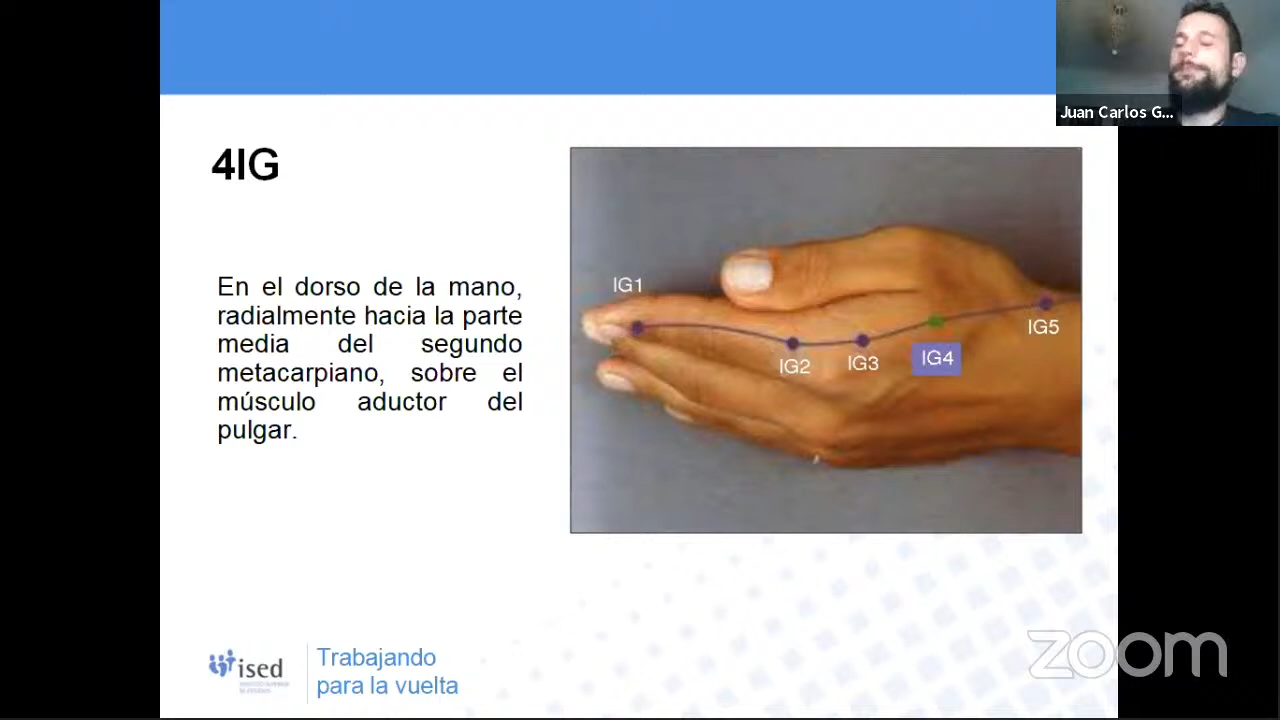 Juan Carlos G...
4IG
En el dorso de la mano,
radialmente hacia la parte
media del segundo
metacarpiano, sobre el
músculo aductor del
pulgar.
IG1
IG2
IG3
IG4
IG5
ised
Trabajando
para la vuelta
zoom